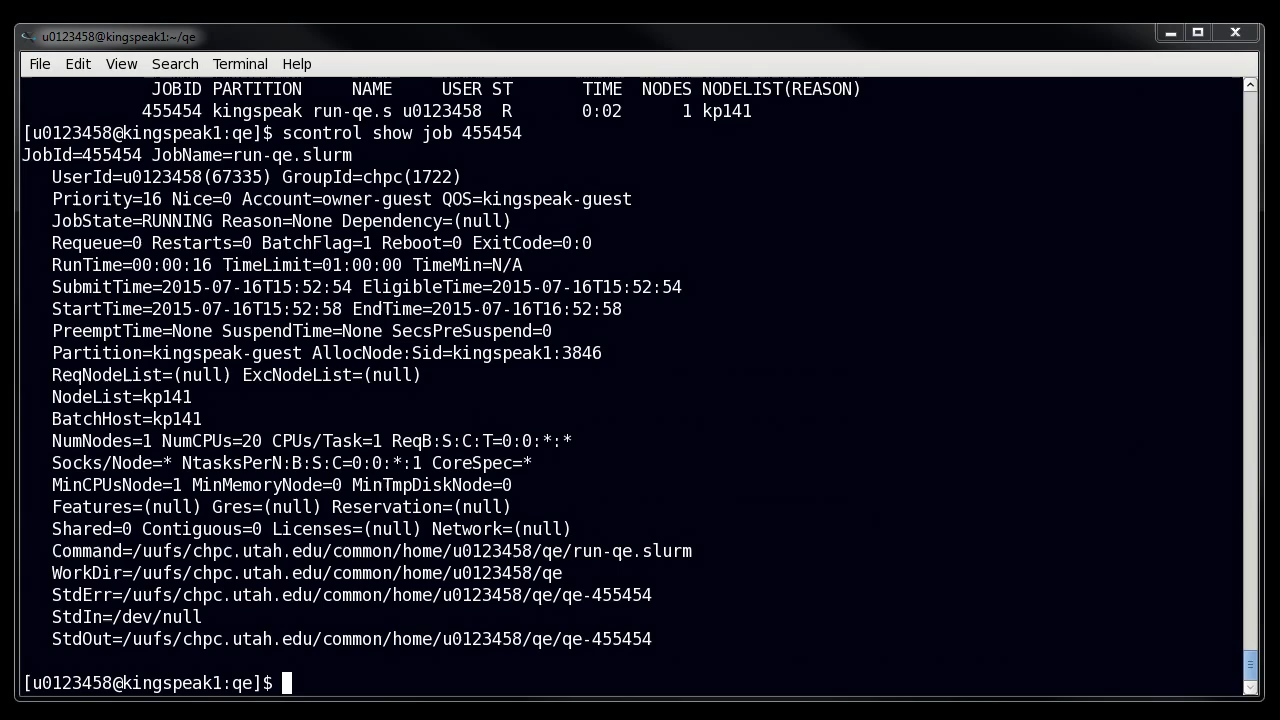 u0123458@kingspeak1:~/qe
File Edit View Search Terminal Help
JOBID PARTITION NAME USER ST TIME NODES NODELIST(REASON)
455454 kingspeak run-qe.s u0123458 R 0:02 1 kp141
[u0123458@kingspeak1:qe]$ scontrol show job 455454
JobId=455454 JobName=run-qe.slurm
UserId=u0123458(67335) GroupId=chpc(1722)
Priority=16 Nice=0 Account=owner-guest QOS=kingspeak-guest
JobState=RUNNING Reason=None Dependency=(null)
Requeue=0 Restarts=0 BatchFlag=1 Reboot=0 ExitCode=0:0
RunTime=00:00:16 TimeLimit=01:00:00 TimeMin=N/A
SubmitTime=2015-07-16T15:52:54 EligibleTime=2015-07-16T15:52:54
StartTime=2015-07-16T15:52:58 EndTime=2015-07-16T16:52:58
PreemptTime=None SuspendTime=None SecsPreSuspend=0
Partition=kingspeak-guest AllocNode:Sid=kingspeak1:3846
ReqNodeList=(null) ExcNodeList=(null)
NodeList=kp141
BatchHost=kp141
NumNodes=1 NumCPUs=20 CPUs/Task=1 ReqB:S:C:T=0:0:*:*
Socks/Node=* NtasksPerN:B:S:C=0:0:*:1 CoreSpec=*
MinCPUsNode=1 MinMemoryNode=0 MinTmpDiskNode=0
Features=(null) Gres=(null) Reservation=(null)
Shared=0 Contiguous=0 Licenses=(null) Network=(null)
Command=/uufs/chpc.utah.edu/common/home/u0123458/qe/run-qe.slurm
WorkDir=/uufs/chpc.utah.edu/common/home/u0123458/qe
StdErr=/uufs/chpc.utah.edu/common/home/u0123458/qe/qe-455454
StdIn=/dev/null
StdOut=/uufs/chpc.utah.edu/common/home/u0123458/qe/qe-455454
[u0123458@kingspeak1:qe]$